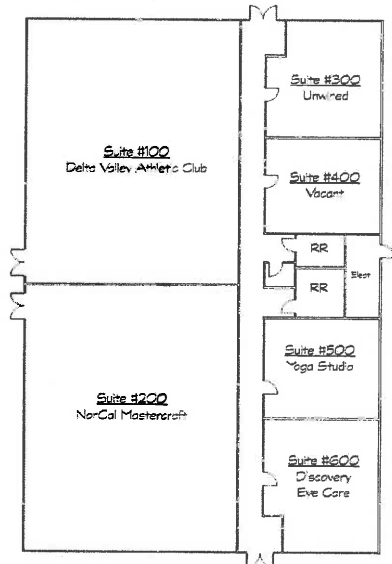 Suite #100
Delta Valley Athletic Club
Suite #200
NorCal Mastercraft
Suite #300
Unwired
Suite #400
Vacant
RR
Elect
RR
Suite #500
Yoga Studio
Suite #600
Discovery
Eye Care